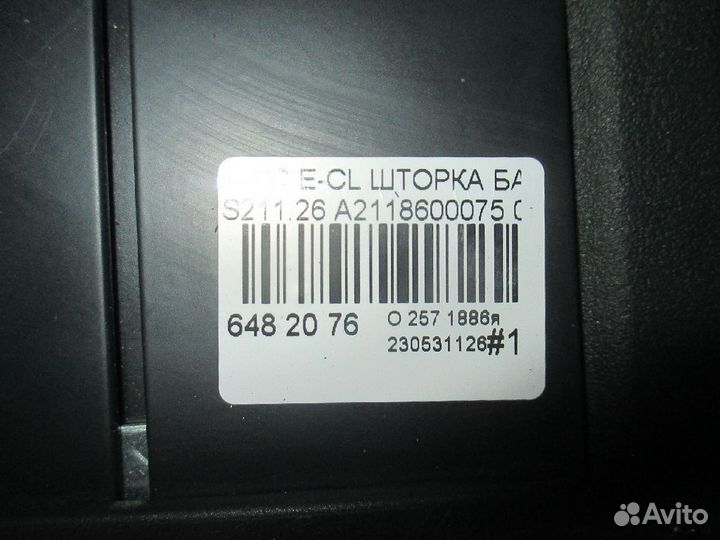 E-CL ШТОРКА БА
S211.26 A2118600075
648 20 76
О 257 1886я
230531126
#1
Avito